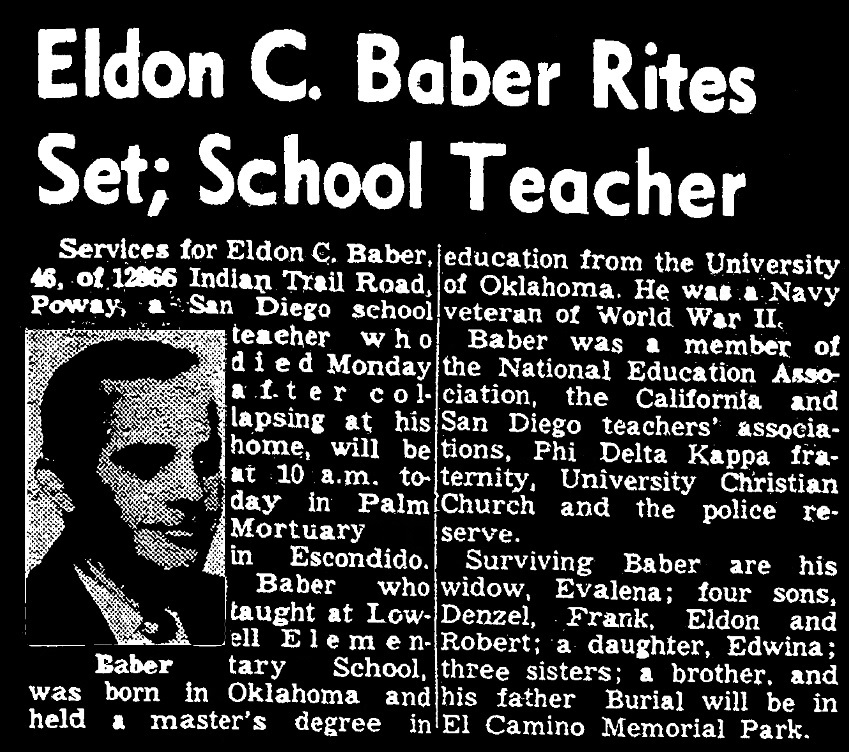 Eldon C. Baber Rites
Set; School Teacher
Services for Eldon C. Baber,
46, of 12866 Indian Trail Road,
Poway, a San Diego school
teacher who
died Monday
after col-
lapsing at his
home, will be
at 10 a.m. to-
day in Palm
Mortuary
in Escondido.
Baber who
taught at Low-
ell Elemen-
Baber tary School,
was born in Oklahoma and
held a master's degree in
education from the University
of Oklahoma. He was a Navy
veteran of World War II.
Baber was a member of
the National Education Asso-
ciation, the California and
San Diego teachers' associa-
tions, Phi Delta Kappa fra-
ternity, University Christian
Church and the police re-
serve.
Surviving Baber are his
widow, Evalena; four sons,
Denzel, Frank, Eldon and
Robert; a daughter, Edwina;
three sisters; a brother, and
his father Burial will be in
El Camino Memorial Park.